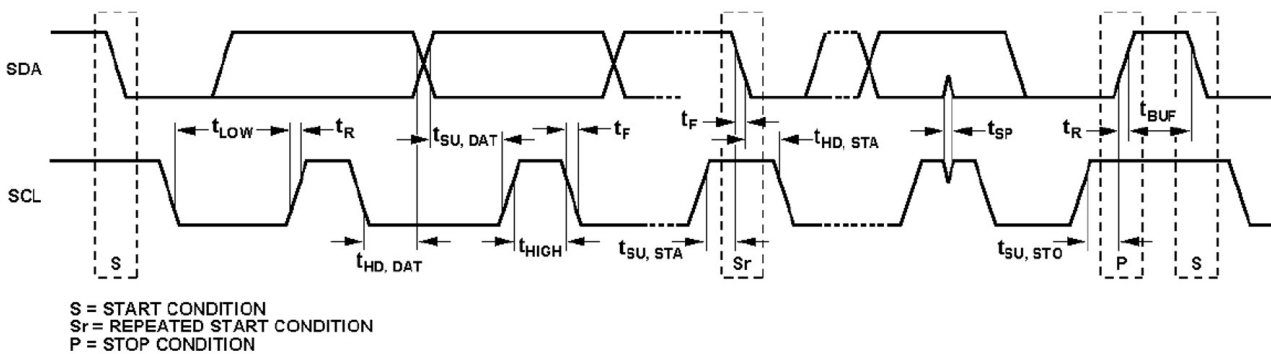 S
S
SDA
tLOW
tR
tSU, DAT
tF
tF
tHD, STA
tSP
tR
tBUF
SCL
tHD, DAT
tHIGH
tSU, STA
tSU, STO
S
Sr
P
S
S = START CONDITION
Sr = REPEATED START CONDITION
P = STOP CONDITION